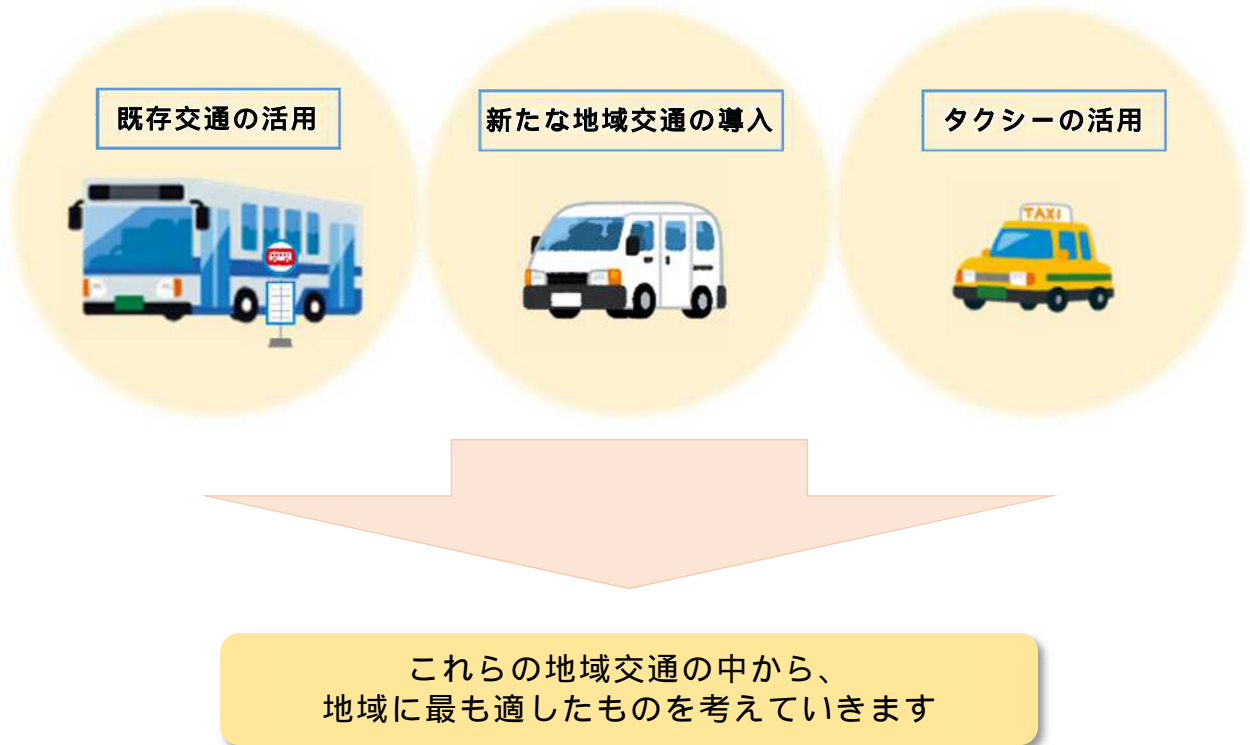 既存交通の活用
新たな地域交通の導入
タクシーの活用
TAXI
これらの地域交通の中から、
地域に最も適したものを考えていきます